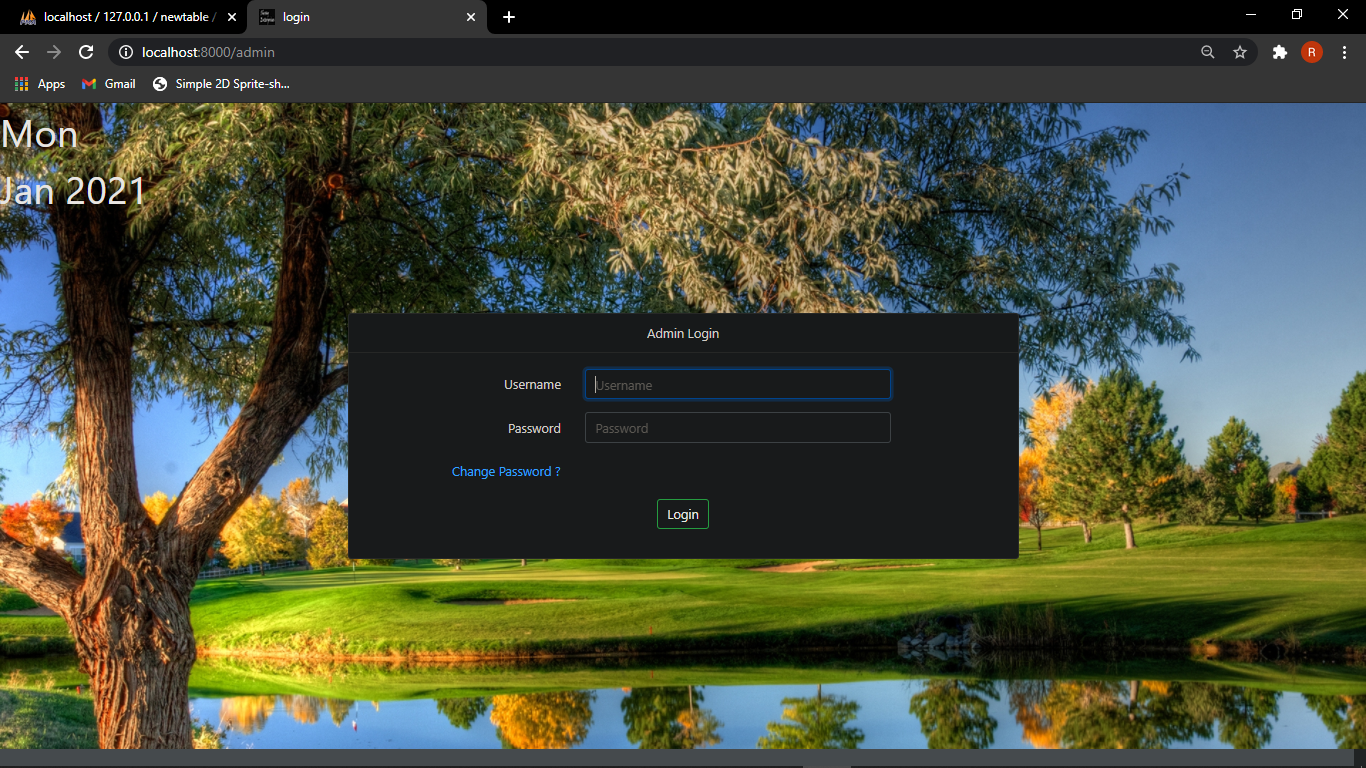 localhost / 127.0.0.1 / newtable /
login
localhost:8000/admin
R
Apps
Gmail
Simple 2D Sprite-sh...
Mon
Jan 2021
Admin Login
Username
Username
Password
Password
Change Password ?
Login